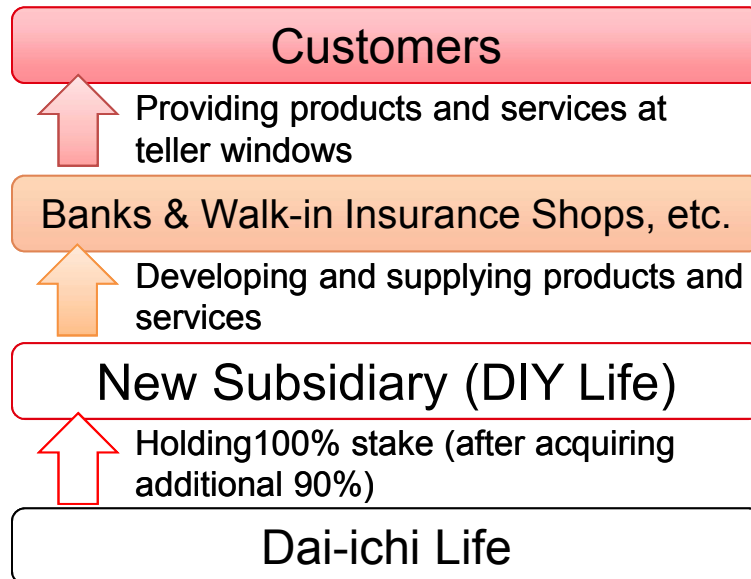 Customers
Providing products and services at
teller windows
Banks & Walk-in Insurance Shops, etc.
Developing and supplying products and
services
New Subsidiary (DIY Life)
Holding100% stake (after acquiring
additional 90%)
Dai-ichi Life